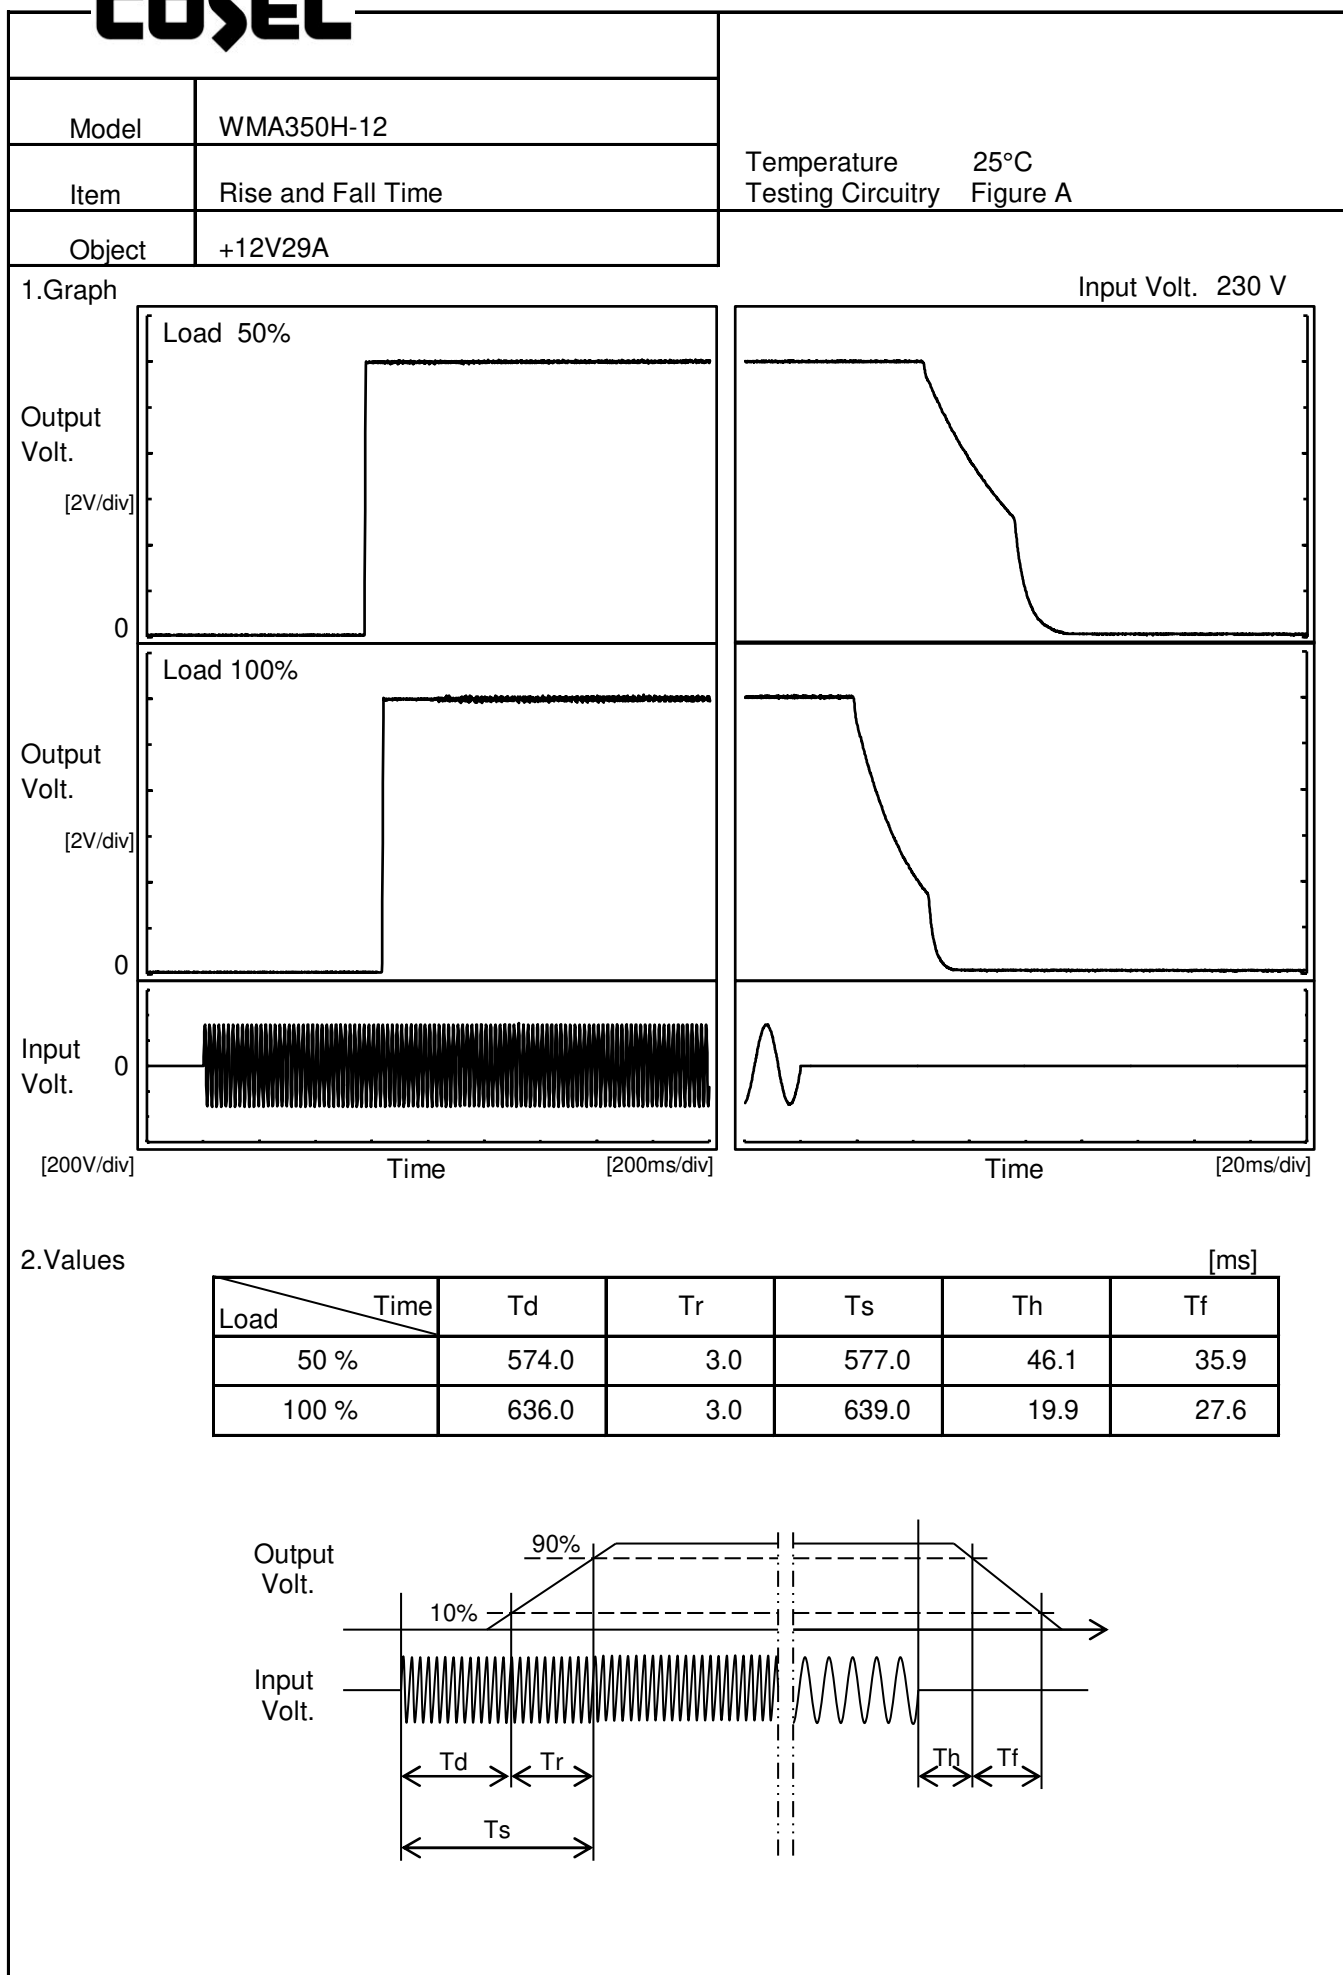 COSEL
Model WMA350H-12
Item Rise and Fall Time
Object +12V29A
Temperature 25°C
Testing Circuitry Figure A
1.Graph
Input Volt. 230 V
Load 50%
Output
Volt.
[2V/div]
0
Load 100%
Output
Volt.
[2V/div]
0
Input
Volt.
0
[200V/div] Time [200ms/div] Time [20ms/div]
2.Values [ms]
Load Time Td Tr Ts Th Tf
50 % 574.0 3.0 577.0 46.1 35.9
100 % 636.0 3.0 639.0 19.9 27.6
Output
Volt.
90%
10%
Input
Volt.
Td Tr Th Tf
Ts